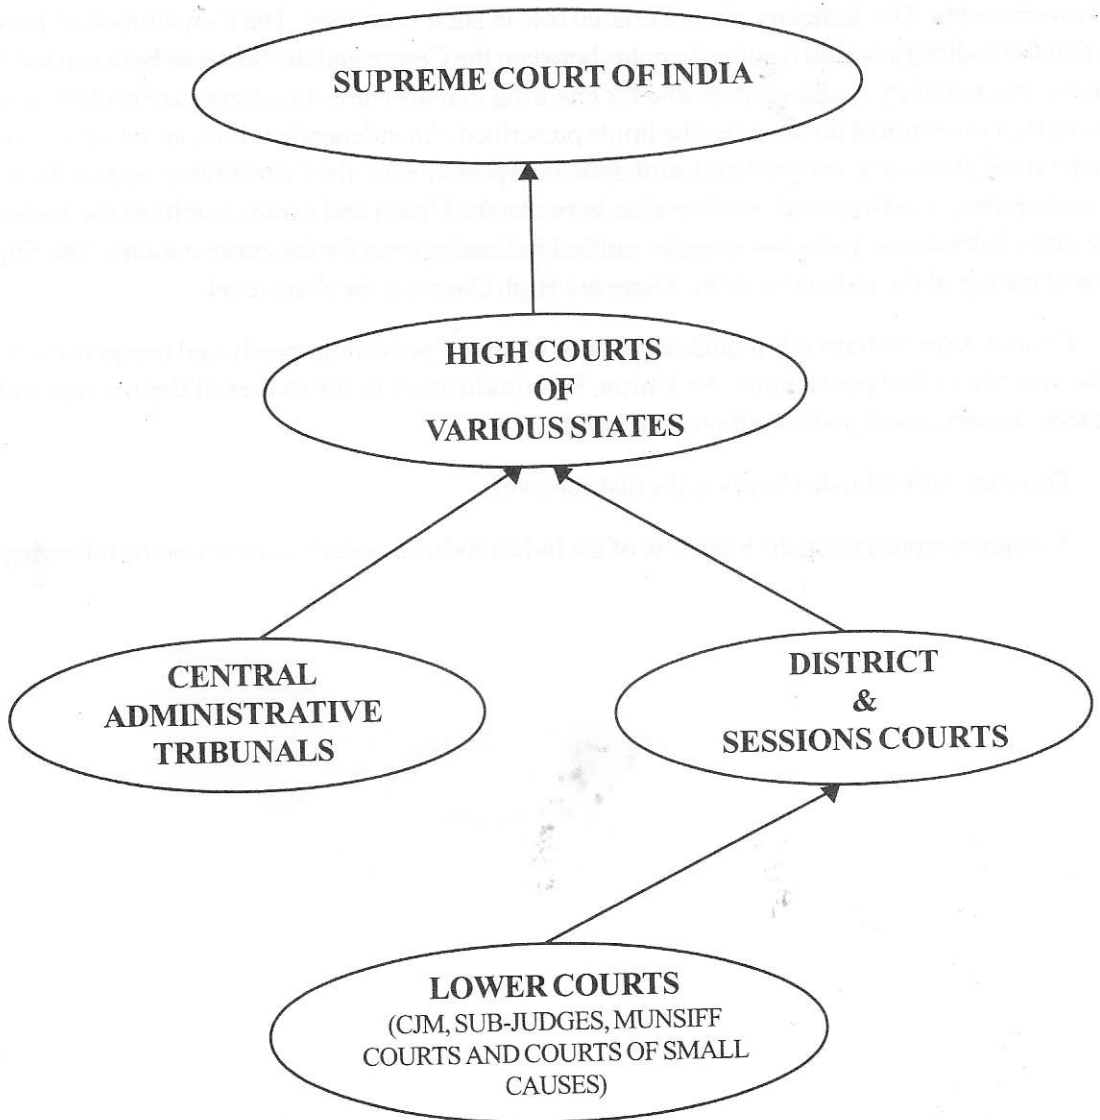 SUPREME COURT OF INDIA
HIGH COURTS
OF
VARIOUS STATES
CENTRAL
ADMINISTRATIVE
TRIBUNALS
DISTRICT
&
SESSIONS COURTS
LOWER COURTS
(CJM, SUB-JUDGES, MUNSIFF
COURTS AND COURTS OF SMALL
CAUSES)